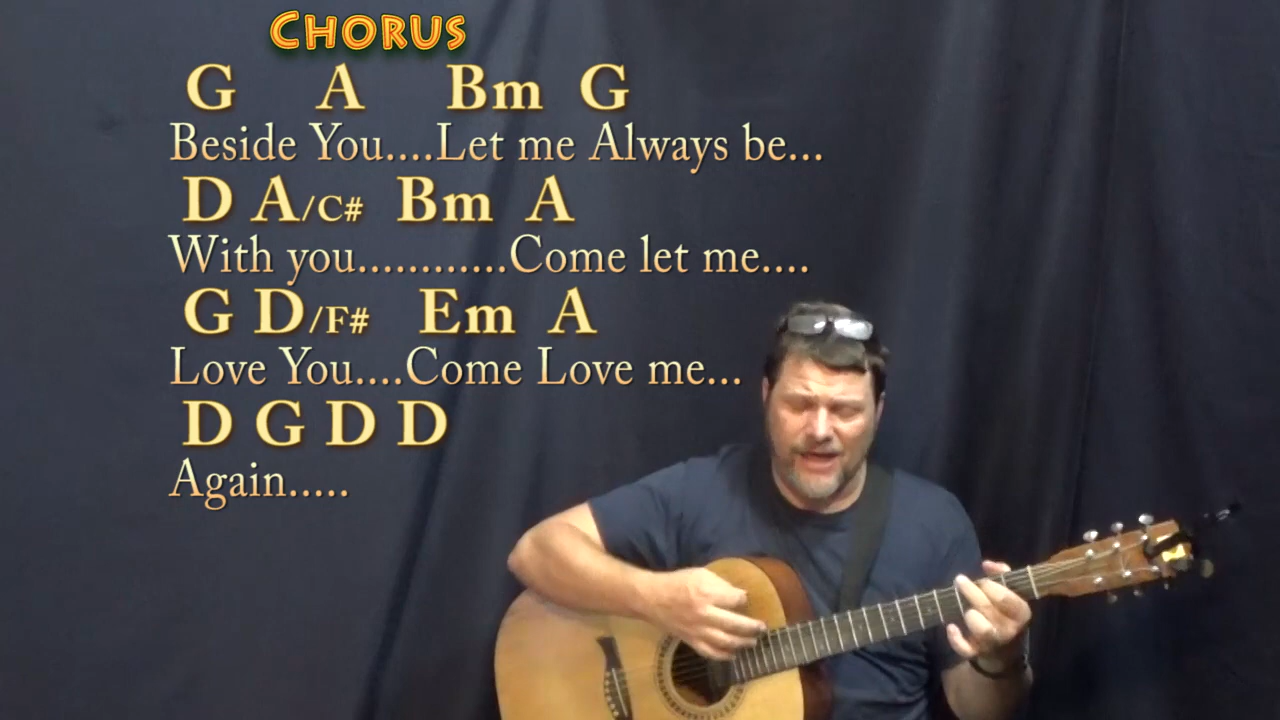 CHORUS
G A Bm G
Beside You....Let me Always be...
D A/C# Bm A
With you............Come let me....
G D/F# Em A
Love You....Come Love me...
D G D D
Again.....